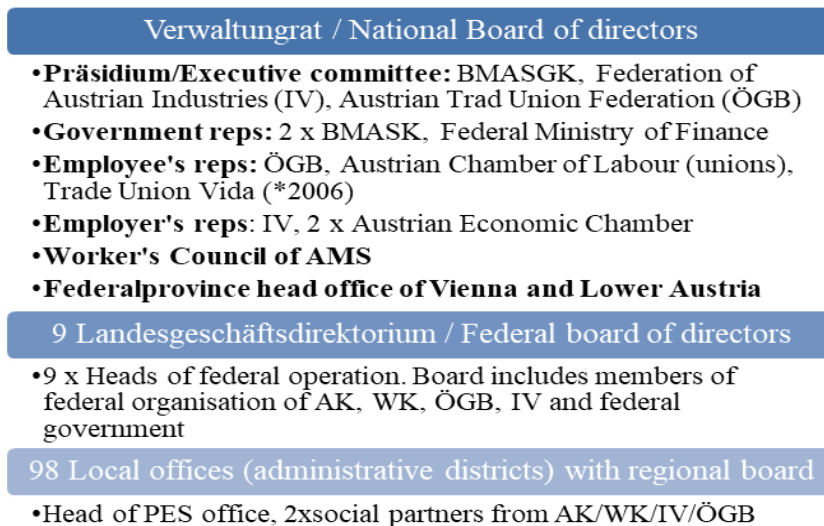 Verwaltungrat / National Board of directors
•Präsidium/Executive committee: BMASGK, Federation of
Austrian Industries (IV), Austrian Trad Union Federation (ÖGB)
•Government reps: 2 x BMASK, Federal Ministry of Finance
•Employee's reps: ÖGB, Austrian Chamber of Labour (unions),
Trade Union Vida (*2006)
•Employer's reps: IV, 2 x Austrian Economic Chamber
•Worker's Council of AMS
•Federalprovince head office of Vienna and Lower Austria
9 Landesgeschäftsdirektorium / Federal board of directors
•9 x Heads of federal operation. Board includes members of
federal organisation of AK, WK, ÖGB, IV and federal
government
98 Local offices (administrative districts) with regional board
•Head of PES office, 2xsocial partners from AK/WK/IV/ÖGB